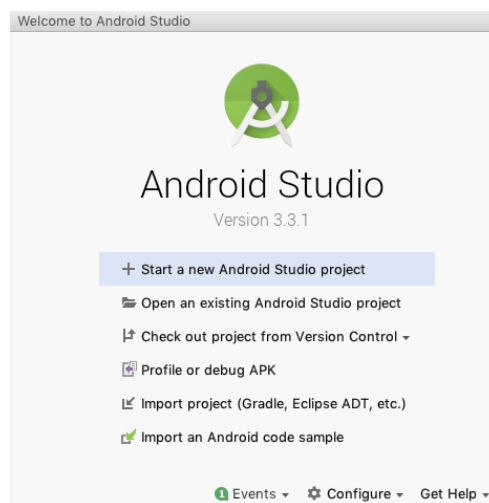 Welcome to Android Studio
Android Studio
Version 3.3.1
Start a new Android Studio project
Open an existing Android Studio project
Check out project from Version Control
Profile or debug APK
Import project (Gradle, Eclipse ADT, etc.)
Import an Android code sample
1 Events Configure Get Help